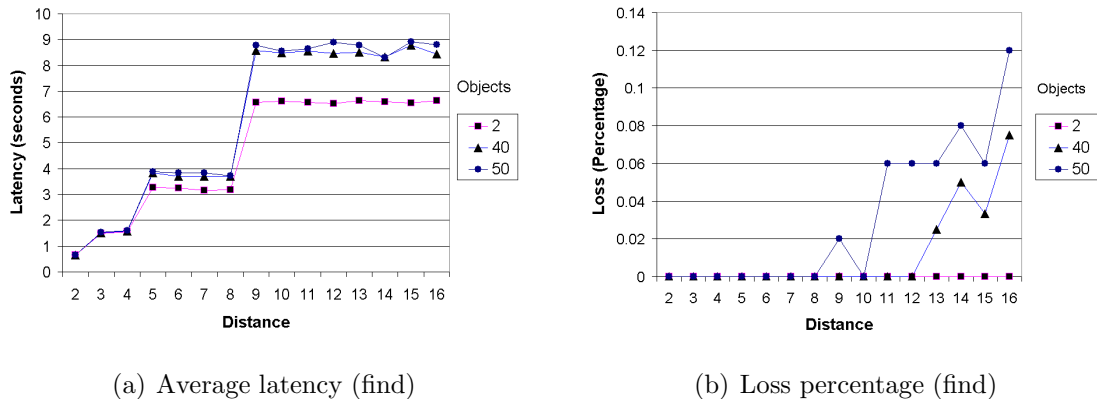 10
9
8
7
6
5
4
3
2
1
0
Latency (seconds)
2 3 4 5 6 7 8 9 10 11 12 13 14 15 16
Distance
Objects
2
40
50
(a) Average latency (find)
0.14
0.12
0.1
0.08
0.06
0.04
0.02
0
Loss (Percentage)
2 3 4 5 6 7 8 9 10 11 12 13 14 15 16
Distance
Objects
2
40
50
(b) Loss percentage (find)